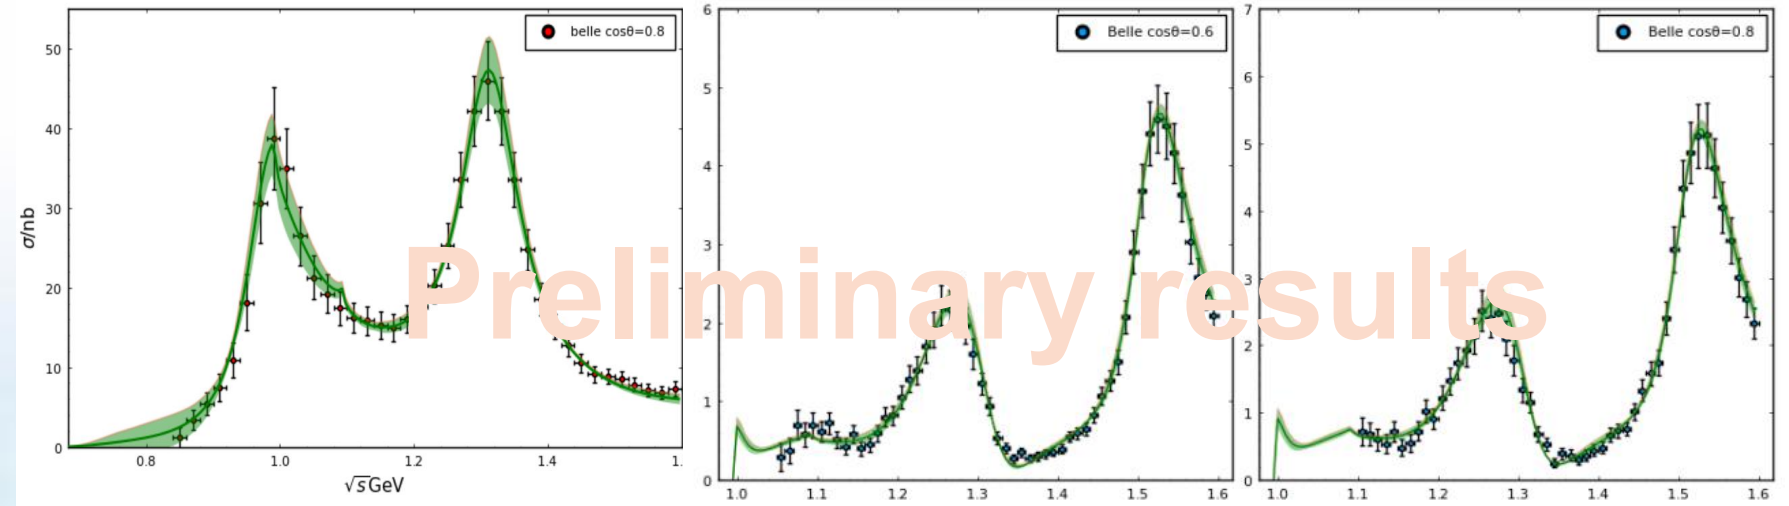 belle cosθ=0.8
50
40
30
20
10
0
σ/nb
0.8 1.0 1.2 1.4 1.
√s GeV
Belle cosθ=0.6
6
5
4
3
2
1
0
1.0 1.1 1.2 1.3 1.4 1.5 1.6
Belle cosθ=0.8
7
6
5
4
3
2
1
0
1.0 1.1 1.2 1.3 1.4 1.5 1.6
Preliminary results